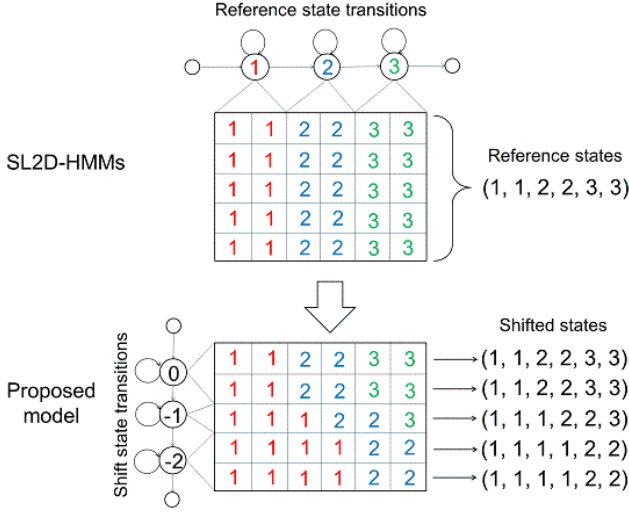 Reference state transitions
1 2 3
SL2D-HMMs
1 1 2 2 3 3
1 1 2 2 3 3
1 1 2 2 3 3
1 1 2 2 3 3
1 1 2 2 3 3
Reference states
(1, 1, 2, 2, 3, 3)
Proposed
model
Shift state transitions
0
-1
-2
Shifted states
1 1 2 2 3 3 (1, 1, 2, 2, 3, 3)
1 1 2 2 3 3 (1, 1, 2, 2, 3, 3)
1 1 1 2 2 3 (1, 1, 1, 2, 2, 3)
1 1 1 1 2 2 (1, 1, 1, 1, 2, 2)
1 1 1 1 2 2 (1, 1, 1, 1, 2, 2)